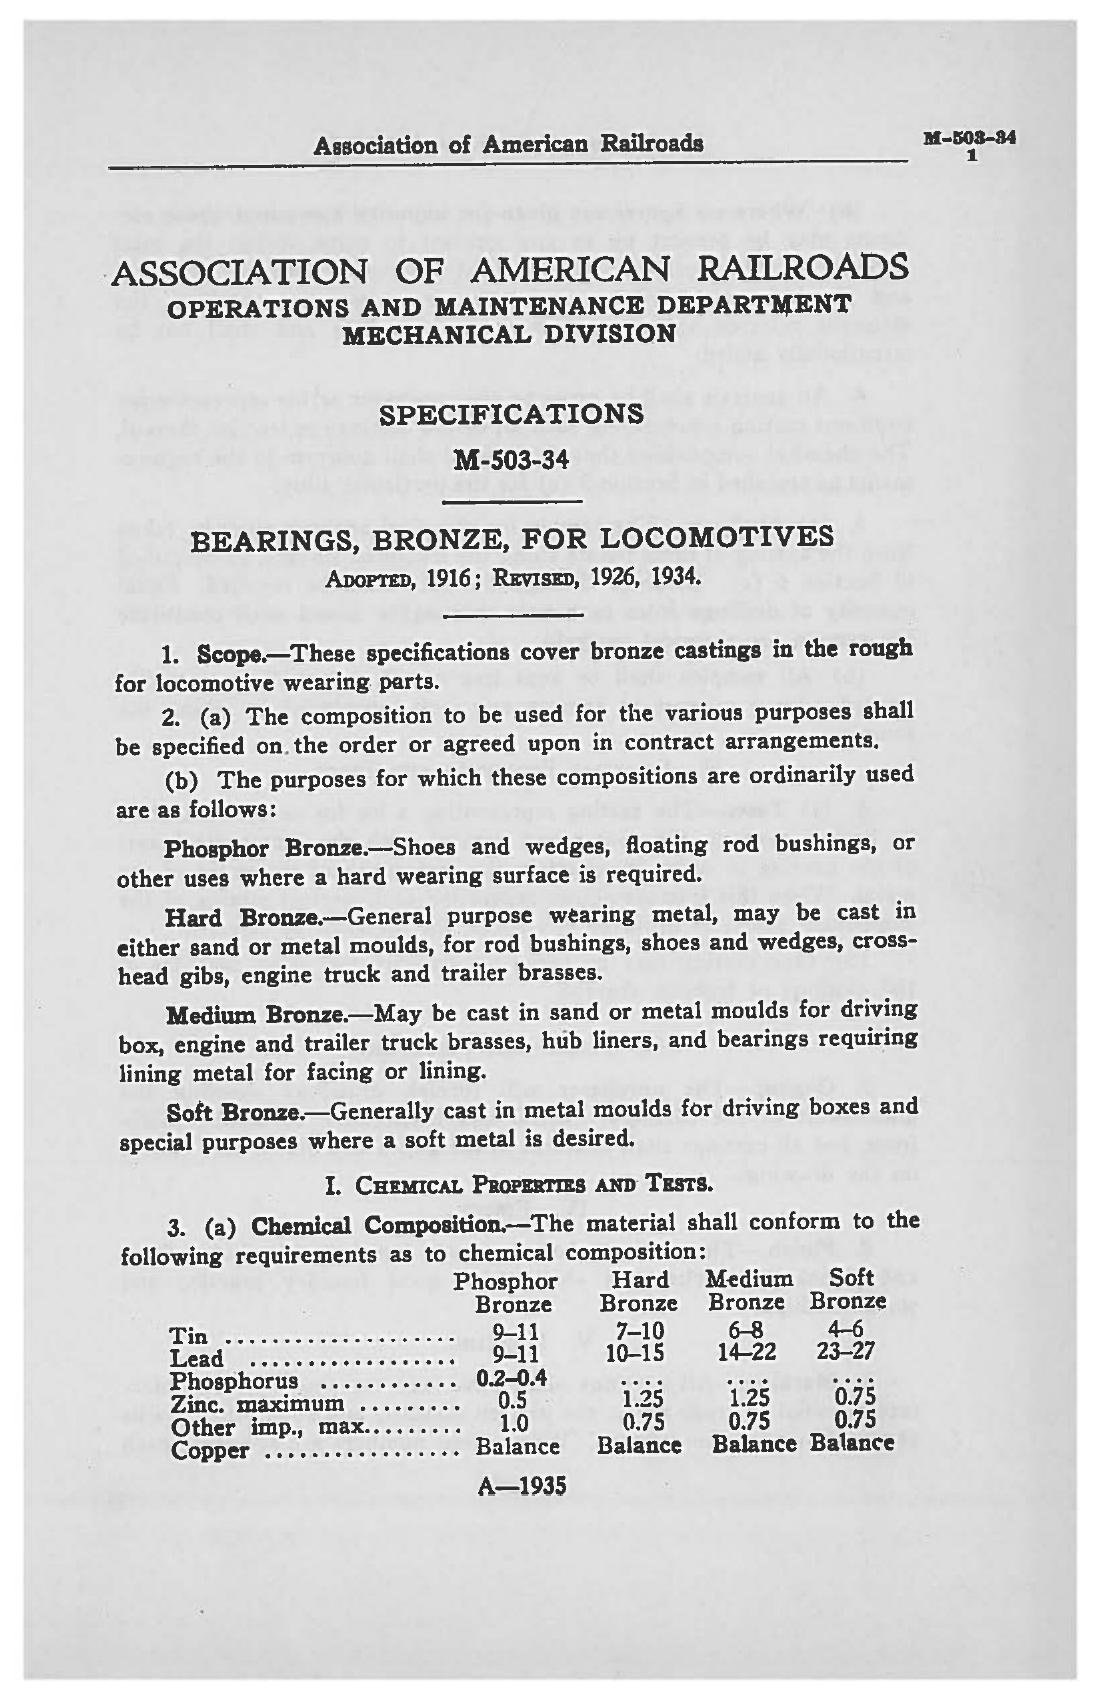 Association of American Railroads
M-503-34
1
ASSOCIATION OF AMERICAN RAILROADS
OPERATIONS AND MAINTENANCE DEPARTMENT
MECHANICAL DIVISION
SPECIFICATIONS
M-503-34
BEARINGS, BRONZE, FOR LOCOMOTIVES
ADOPTED, 1916; REVISED, 1926, 1934.
1. Scope.—These specifications cover bronze castings in the rough
for locomotive wearing parts.
2. (a) The composition to be used for the various purposes shall
be specified on the order or agreed upon in contract arrangements.
(b) The purposes for which these compositions are ordinarily used
are as follows:
Phosphor Bronze.—Shoes and wedges, floating rod bushings, or
other uses where a hard wearing surface is required.
Hard Bronze.—General purpose wearing metal, may be cast in
either sand or metal moulds, for rod bushings, shoes and wedges, cross-
head gibs, engine truck and trailer brasses.
Medium Bronze.—May be cast in sand or metal moulds for driving
box, engine and trailer truck brasses, hub liners, and bearings requiring
lining metal for facing or lining.
Soft Bronze.—Generally cast in metal moulds for driving boxes and
special purposes where a soft metal is desired.
I. CHEMICAL PROPERTIES AND TESTS.
3. (a) Chemical Composition.—The material shall conform to the
following requirements as to chemical composition:
Phosphor Hard Medium Soft
Bronze Bronze Bronze Bronze
Tin .................. 9–11 7–10 6–8 4–6
Lead ................. 9–11 10–15 14–22 23–27
Phosphorus ............ 0.2–0.4 .... .... ....
Zinc. maximum ......... 0.5 1.25 1.25 0.75
Other imp., max......... 1.0 0.75 0.75 0.75
Copper ................. Balance Balance Balance Balance
A—1935